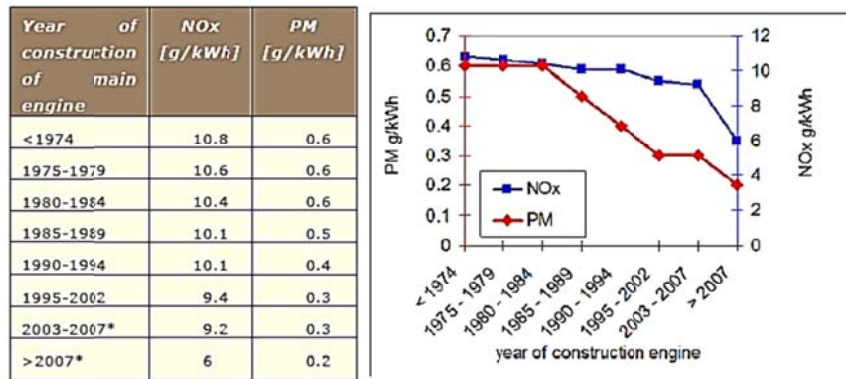 Year of NOx PM
construction [g/kWh] [g/kWh]
of main
engine
<1974 10.8 0.6
1975-1979 10.6 0.6
1980-1984 10.4 0.6
1985-1989 10.1 0.5
1990-1994 10.1 0.4
1995-2002 9.4 0.3
2003-2007* 9.2 0.3
>2007* 6 0.2
PM g/kWh
0.7
0.6
0.5
0.4
0.3
0.2
0.1
0
NOx
PM
12
10
8
6
4
2
0
NOx g/kWh
< 1974
1975 - 1979
1980 - 1984
1985 - 1989
1990 - 1994
1995 - 2002
2003 - 2007
> 2007
year of construction engine